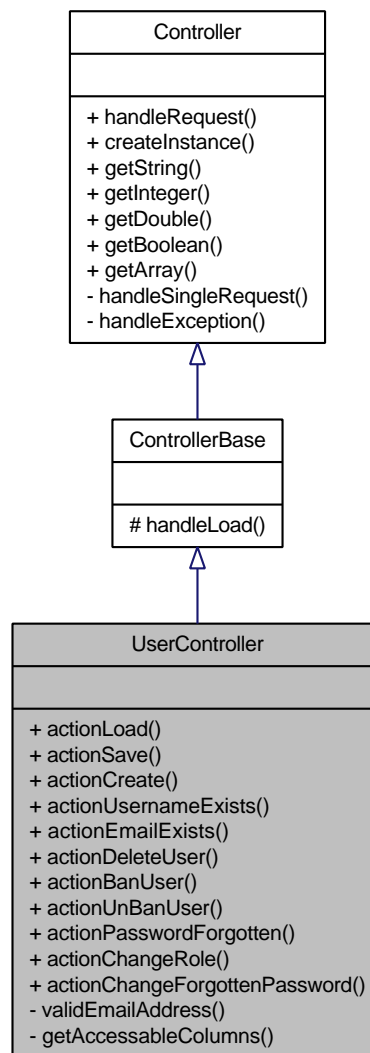 Controller
+ handleRequest()
+ createInstance()
+ getString()
+ getInteger()
+ getDouble()
+ getBoolean()
+ getArray()
- handleSingleRequest()
- handleException()
ControllerBase
# handleLoad()
UserController
+ actionLoad()
+ actionSave()
+ actionCreate()
+ actionUsernameExists()
+ actionEmailExists()
+ actionDeleteUser()
+ actionBanUser()
+ actionUnBanUser()
+ actionPasswordForgotten()
+ actionChangeRole()
+ actionChangeForgottenPassword()
- validEmailAddress()
- getAccessableColumns()